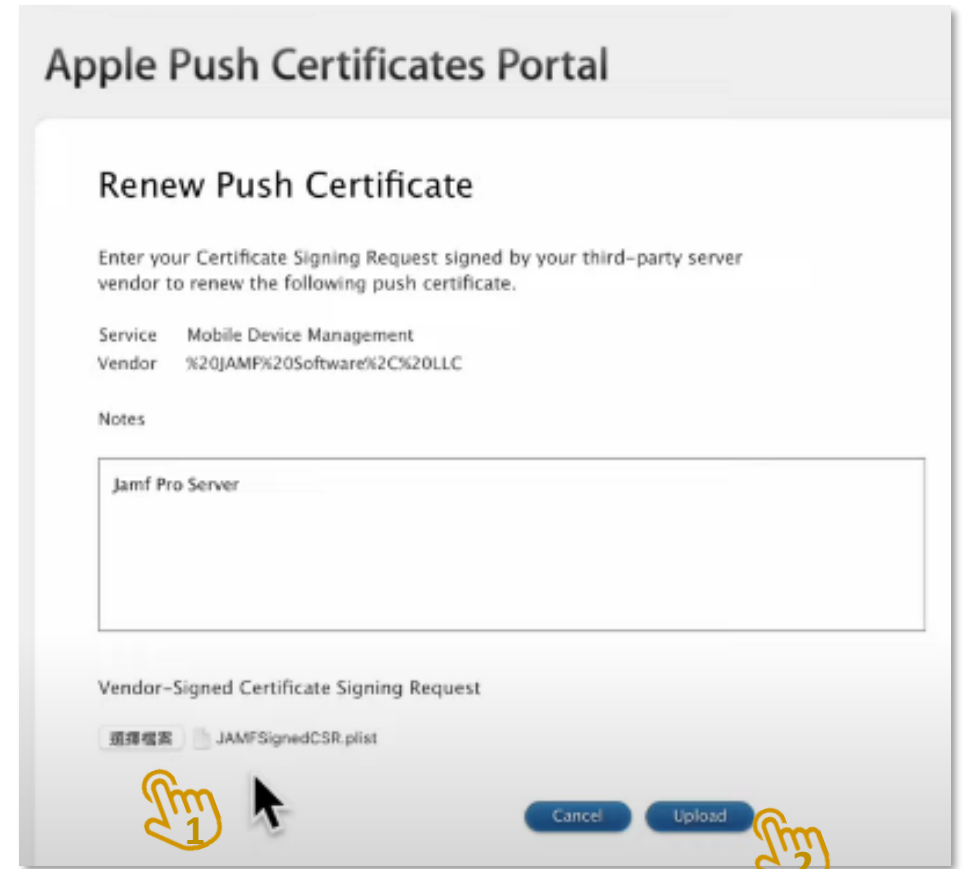 Apple Push Certificates Portal
Renew Push Certificate
Enter your Certificate Signing Request signed by your third-party server
vendor to renew the following push certificate.
Service Mobile Device Management
Vendor %20JAMF%20Software%2C%20LLC
Notes
Jamf Pro Server
Vendor-Signed Certificate Signing Request
選擇檔案 JAMFSignedCSR.plist
1
Cancel Upload
2